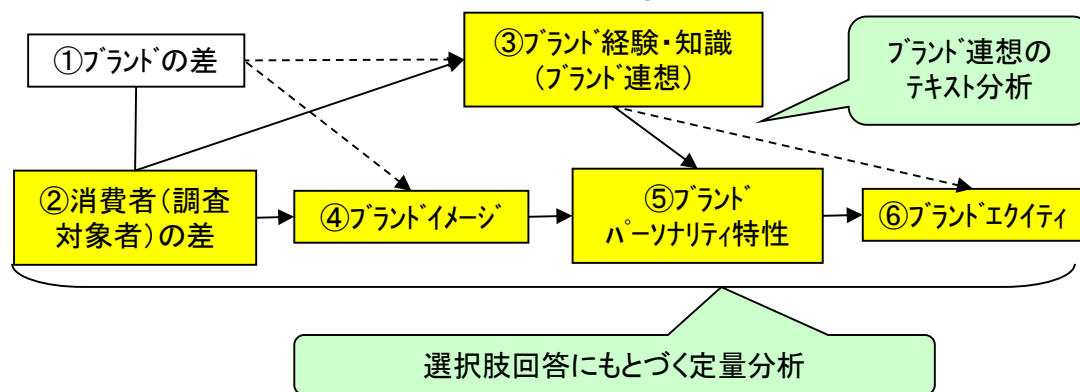 ①ブランドの差
③ブランド経験・知識
(ブランド連想)
ブランド連想の
テキスト分析
②消費者(調査
対象者)の差
④ブランドイメージ
⑤ブランド
パーソナリティ特性
⑥ブランドエクイティ
選択肢回答にもとづく定量分析